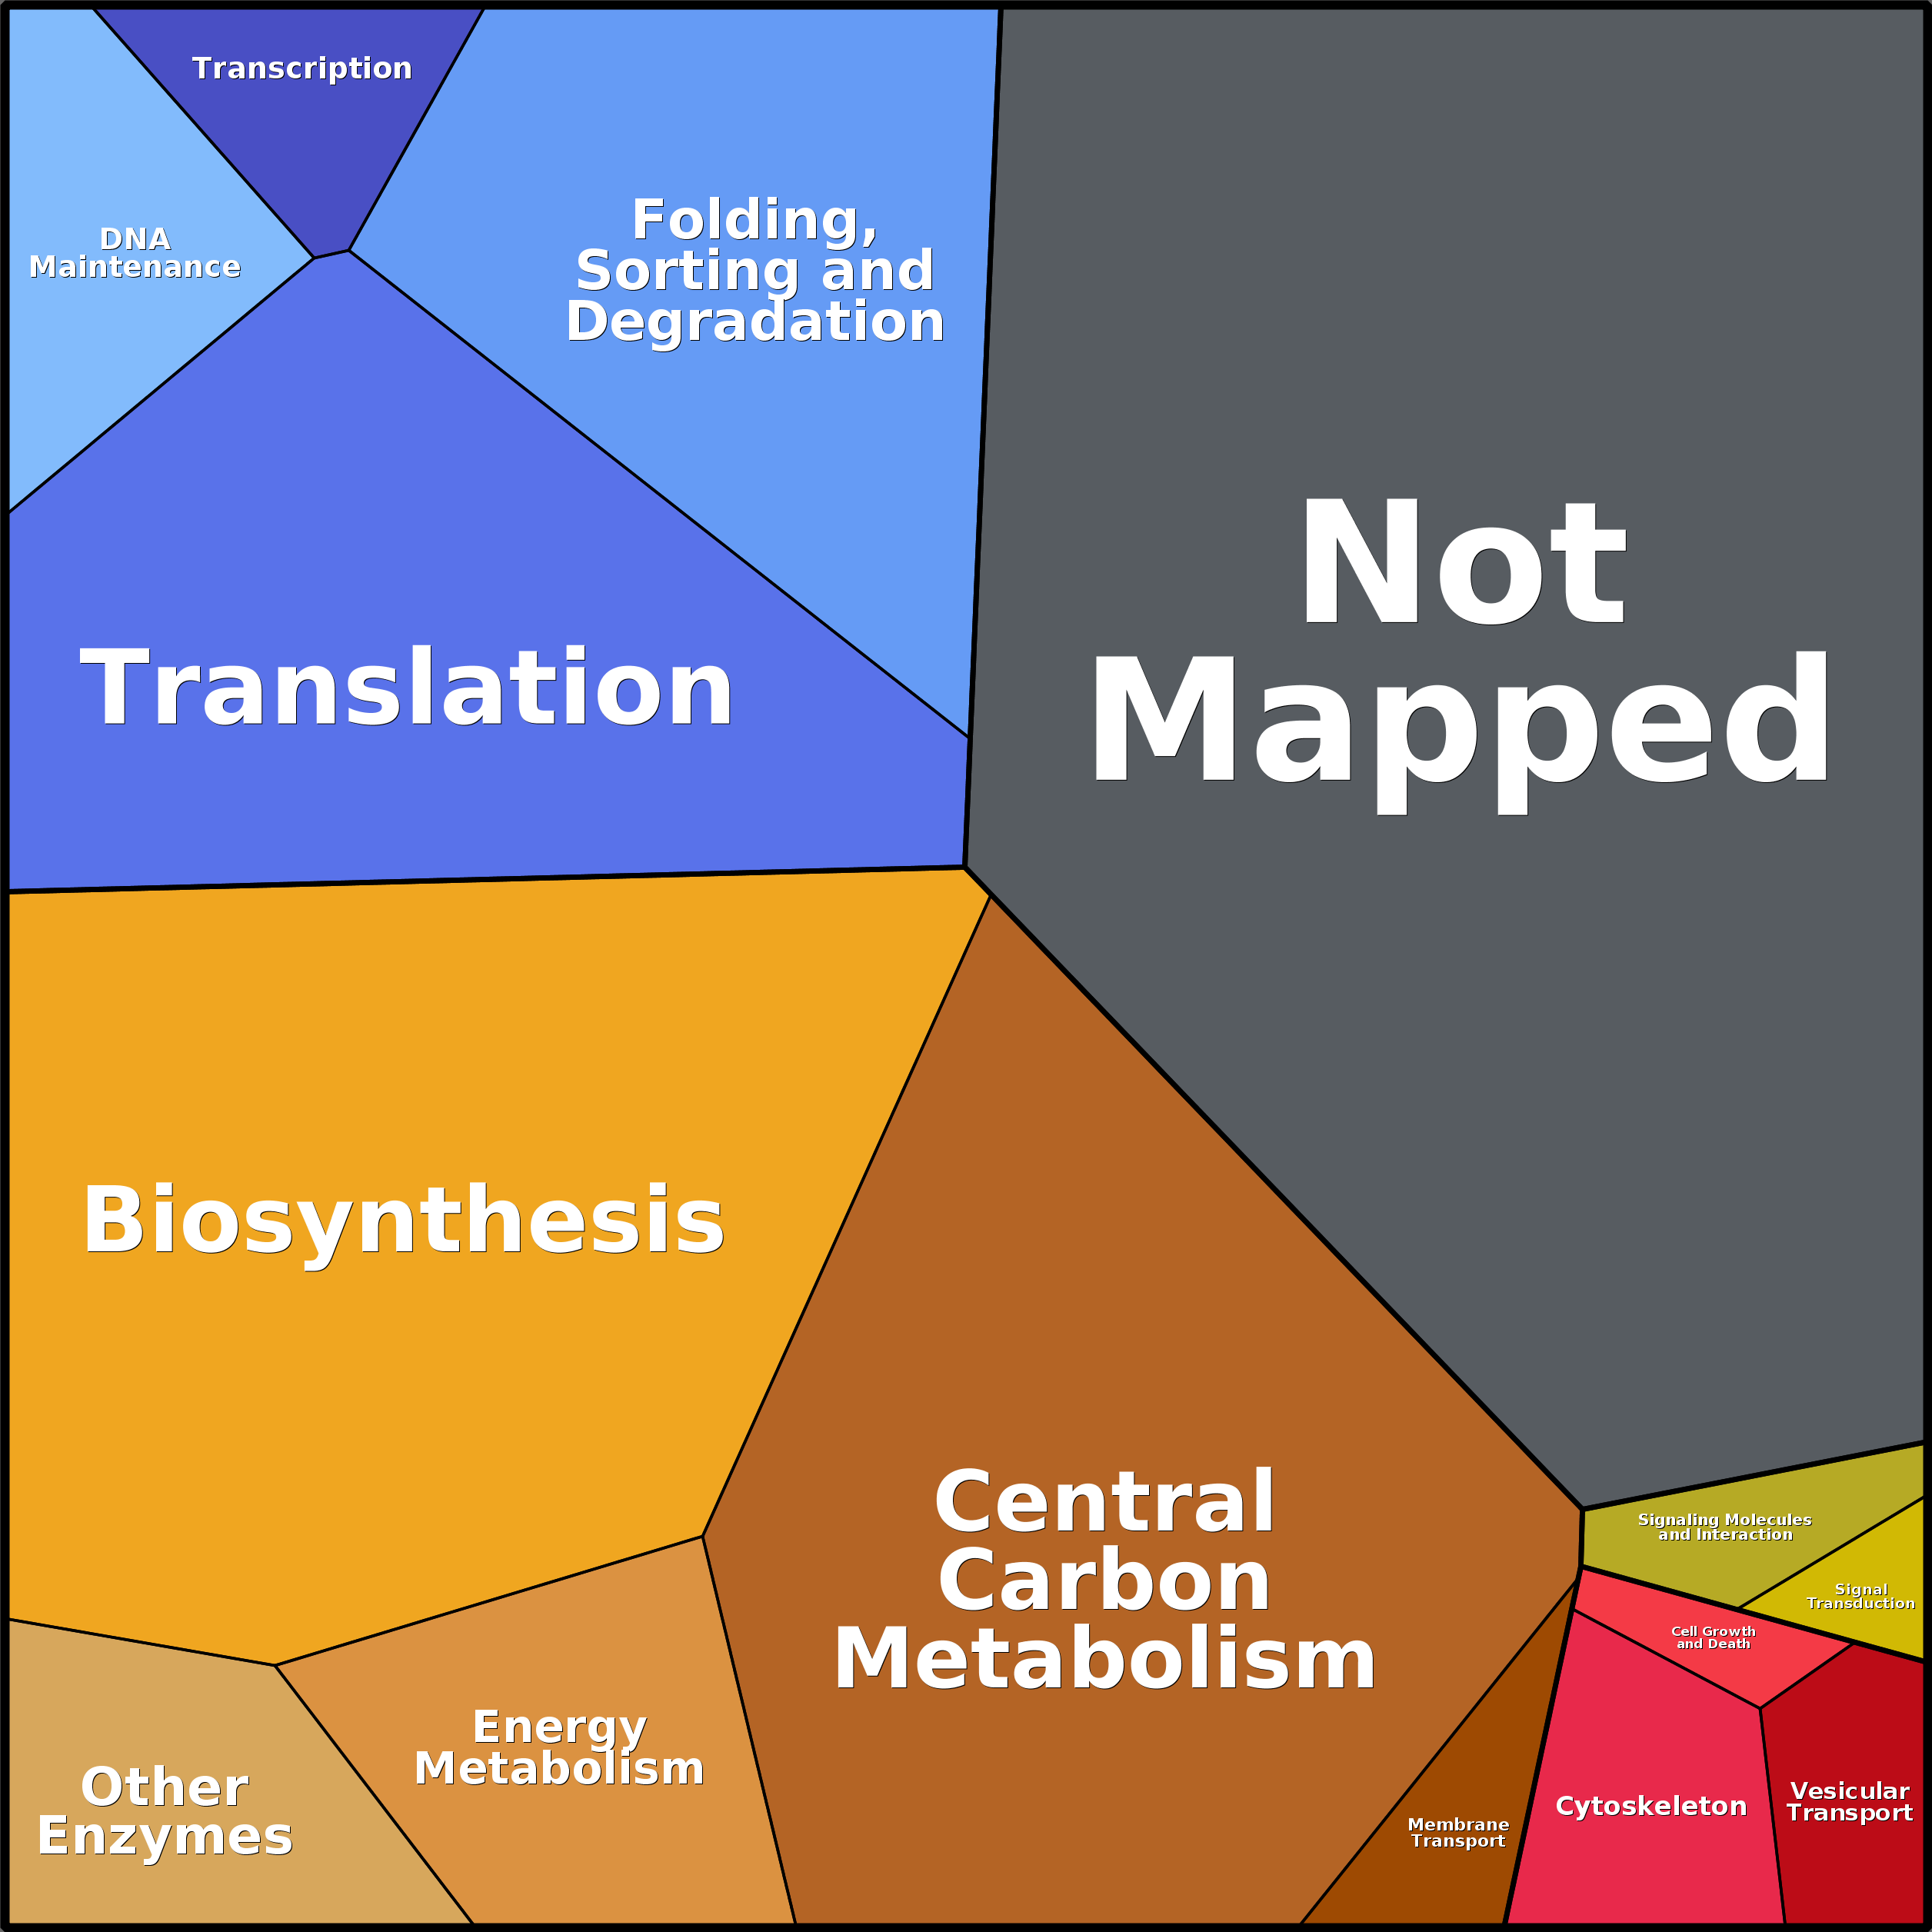 Transcription
DNA
Maintenance
Folding,
Sorting and
Degradation
Translation
Not
Mapped
Biosynthesis
Central
Carbon
Metabolism
Energy
Metabolism
Other
Enzymes
Membrane
Transport
Signaling Molecules
and Interaction
Signal
Transduction
Cell Growth
and Death
Cytoskeleton
Vesicular
Transport